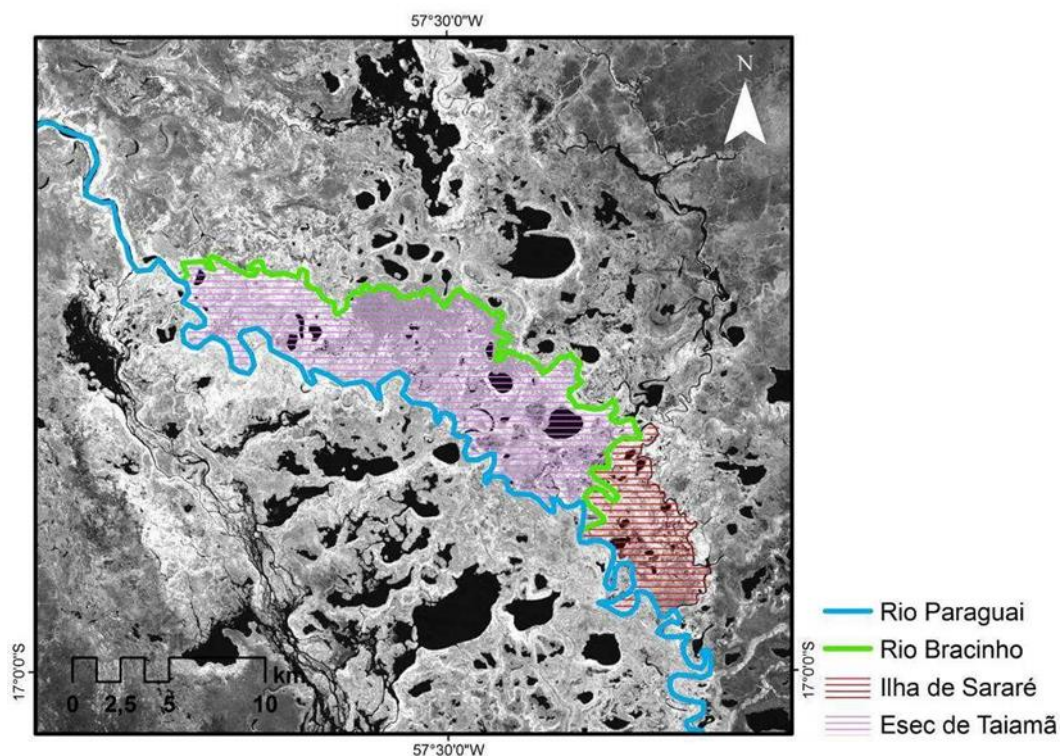 57°30'0"W
N
17°0'0"S
17°0'0"S
0 2,5 5 10 km
57°30'0"W
Rio Paraguai
Rio Bracinho
Ilha de Sararé
Esec de Taiamã